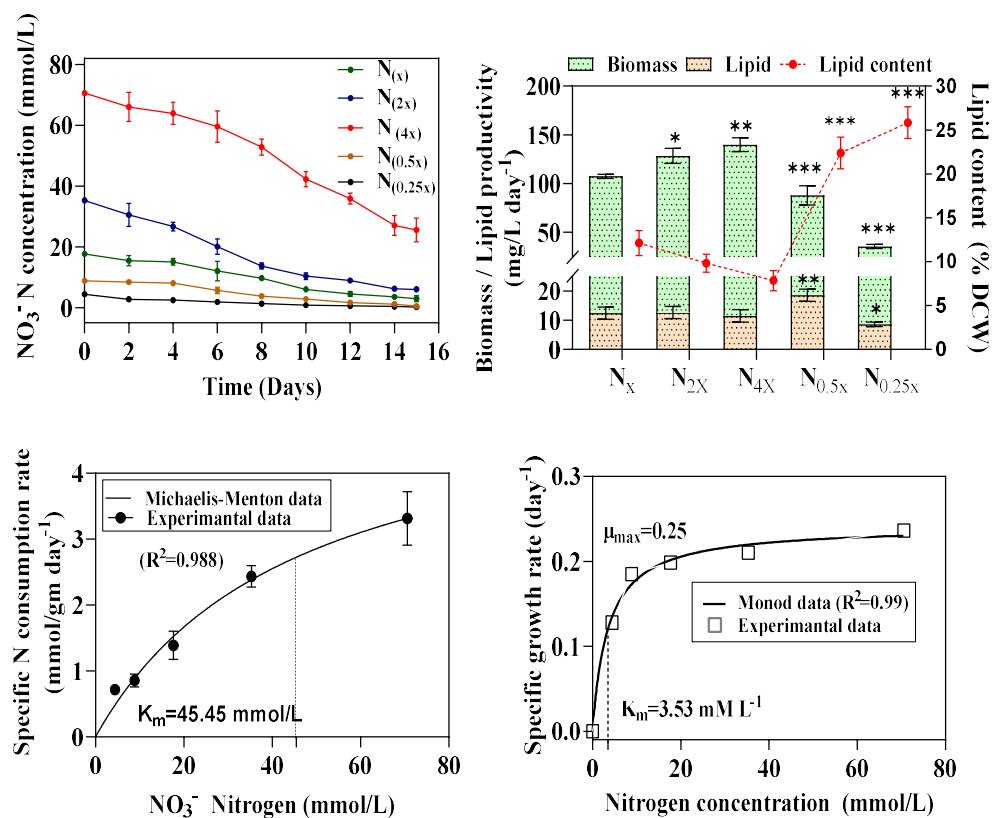 NO₃⁻ N concentration (mmol/L)
80
60
40
20
0
N(x)
N(2x)
N(4x)
N(0.5x)
N(0.25x)
0 2 4 6 8 10 12 14 16
Time (Days)
Biomass Lipid Lipid content
Biomass / Lipid productivity
(mg/L day⁻¹)
200
150
100
50
20
10
0
* ** *** *** ***
** * ***
30
25
20
15
10
5
0
Lipid content (% DCW)
Nx N2X N4X N0.5x N0.25x
Specific N consumption rate
(mmol/gm day⁻¹)
4
3
2
1
0
Michaelis-Menton data
Experimantal data
(R²=0.988)
Km=45.45 mmol/L
0 20 40 60 80
NO₃⁻ Nitrogen (mmol/L)
Specific growth rate (day⁻¹)
0.3
0.2
0.1
0.0
μmax=0.25
Monod data (R²=0.99)
Experimantal data
Km=3.53 mM L⁻¹
0 20 40 60 80
Nitrogen concentration (mmol/L)